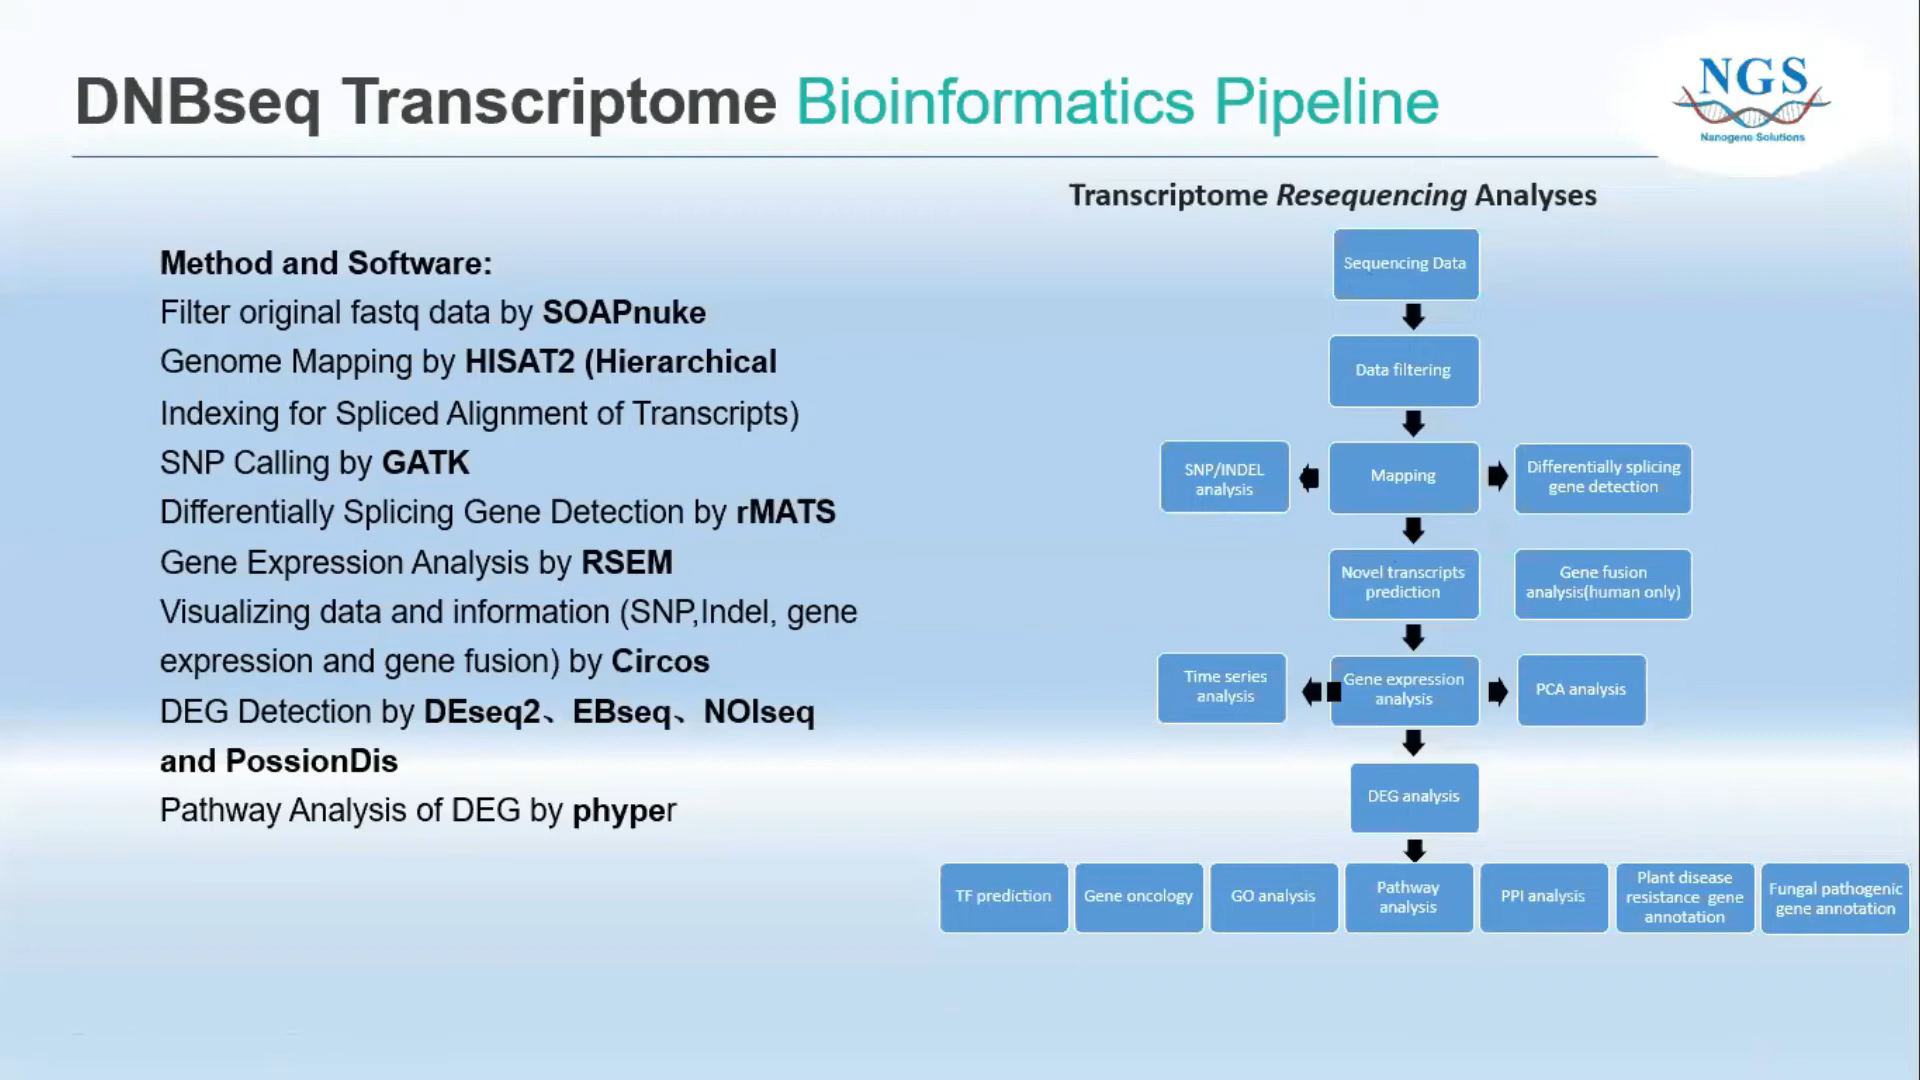 DNBseq Transcriptome Bioinformatics Pipeline
NGS
Nanogene Solutions
Transcriptome Resequencing Analyses
Method and Software:
Filter original fastq data by SOAPnuke
Genome Mapping by HISAT2 (Hierarchical
Indexing for Spliced Alignment of Transcripts)
SNP Calling by GATK
Differentially Splicing Gene Detection by rMATS
Gene Expression Analysis by RSEM
Visualizing data and information (SNP,Indel, gene
expression and gene fusion) by Circos
DEG Detection by DEseq2、EBseq、NOIseq
and PossionDis
Pathway Analysis of DEG by phyper
Sequencing Data
Data filtering
SNP/INDEL
analysis
Mapping
Differentially splicing
gene detection
Novel transcripts
prediction
Gene fusion
analysis(human only)
Time series
analysis
Gene expression
analysis
PCA analysis
DEG analysis
TF prediction
Gene oncology
GO analysis
Pathway
analysis
PPI analysis
Plant disease
resistance gene
annotation
Fungal pathogenic
gene annotation